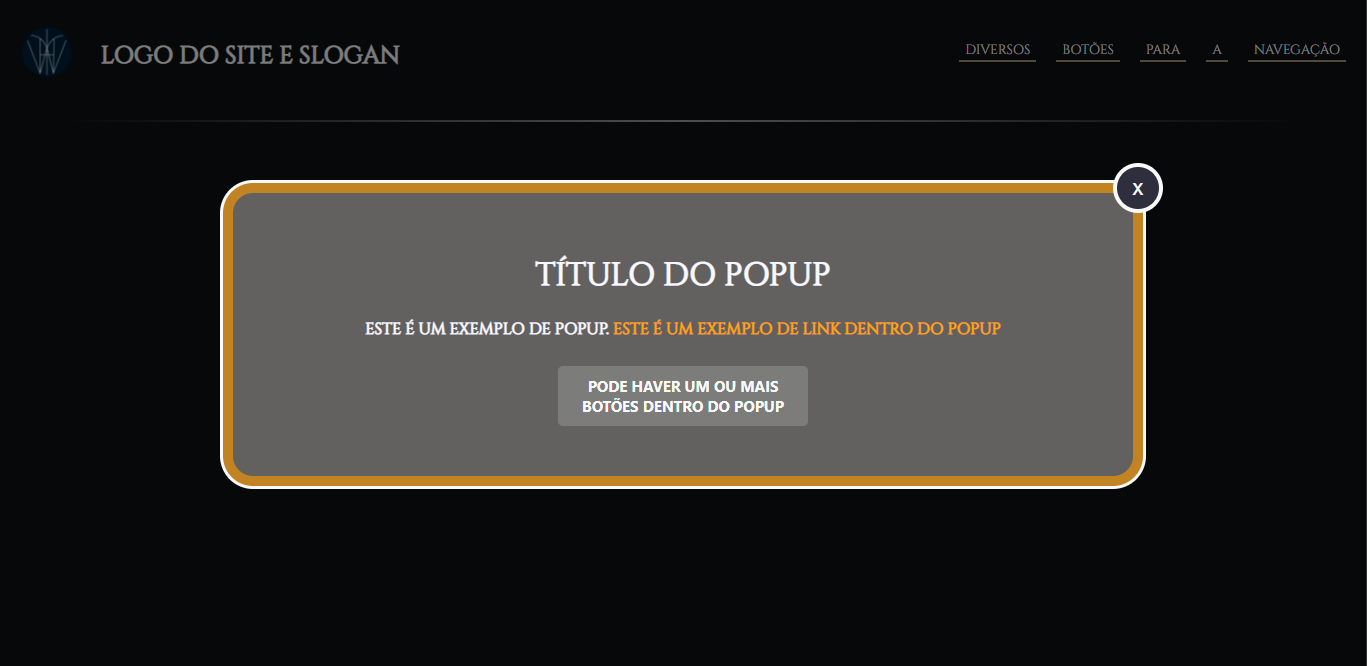 LOGO DO SITE E SLOGAN
DIVERSOS BOTÕES PARA A NAVEGAÇÃO
X
TÍTULO DO POPUP
ESTE É UM EXEMPLO DE POPUP. ESTE É UM EXEMPLO DE LINK DENTRO DO POPUP
PODE HAVER UM OU MAIS
BOTÕES DENTRO DO POPUP